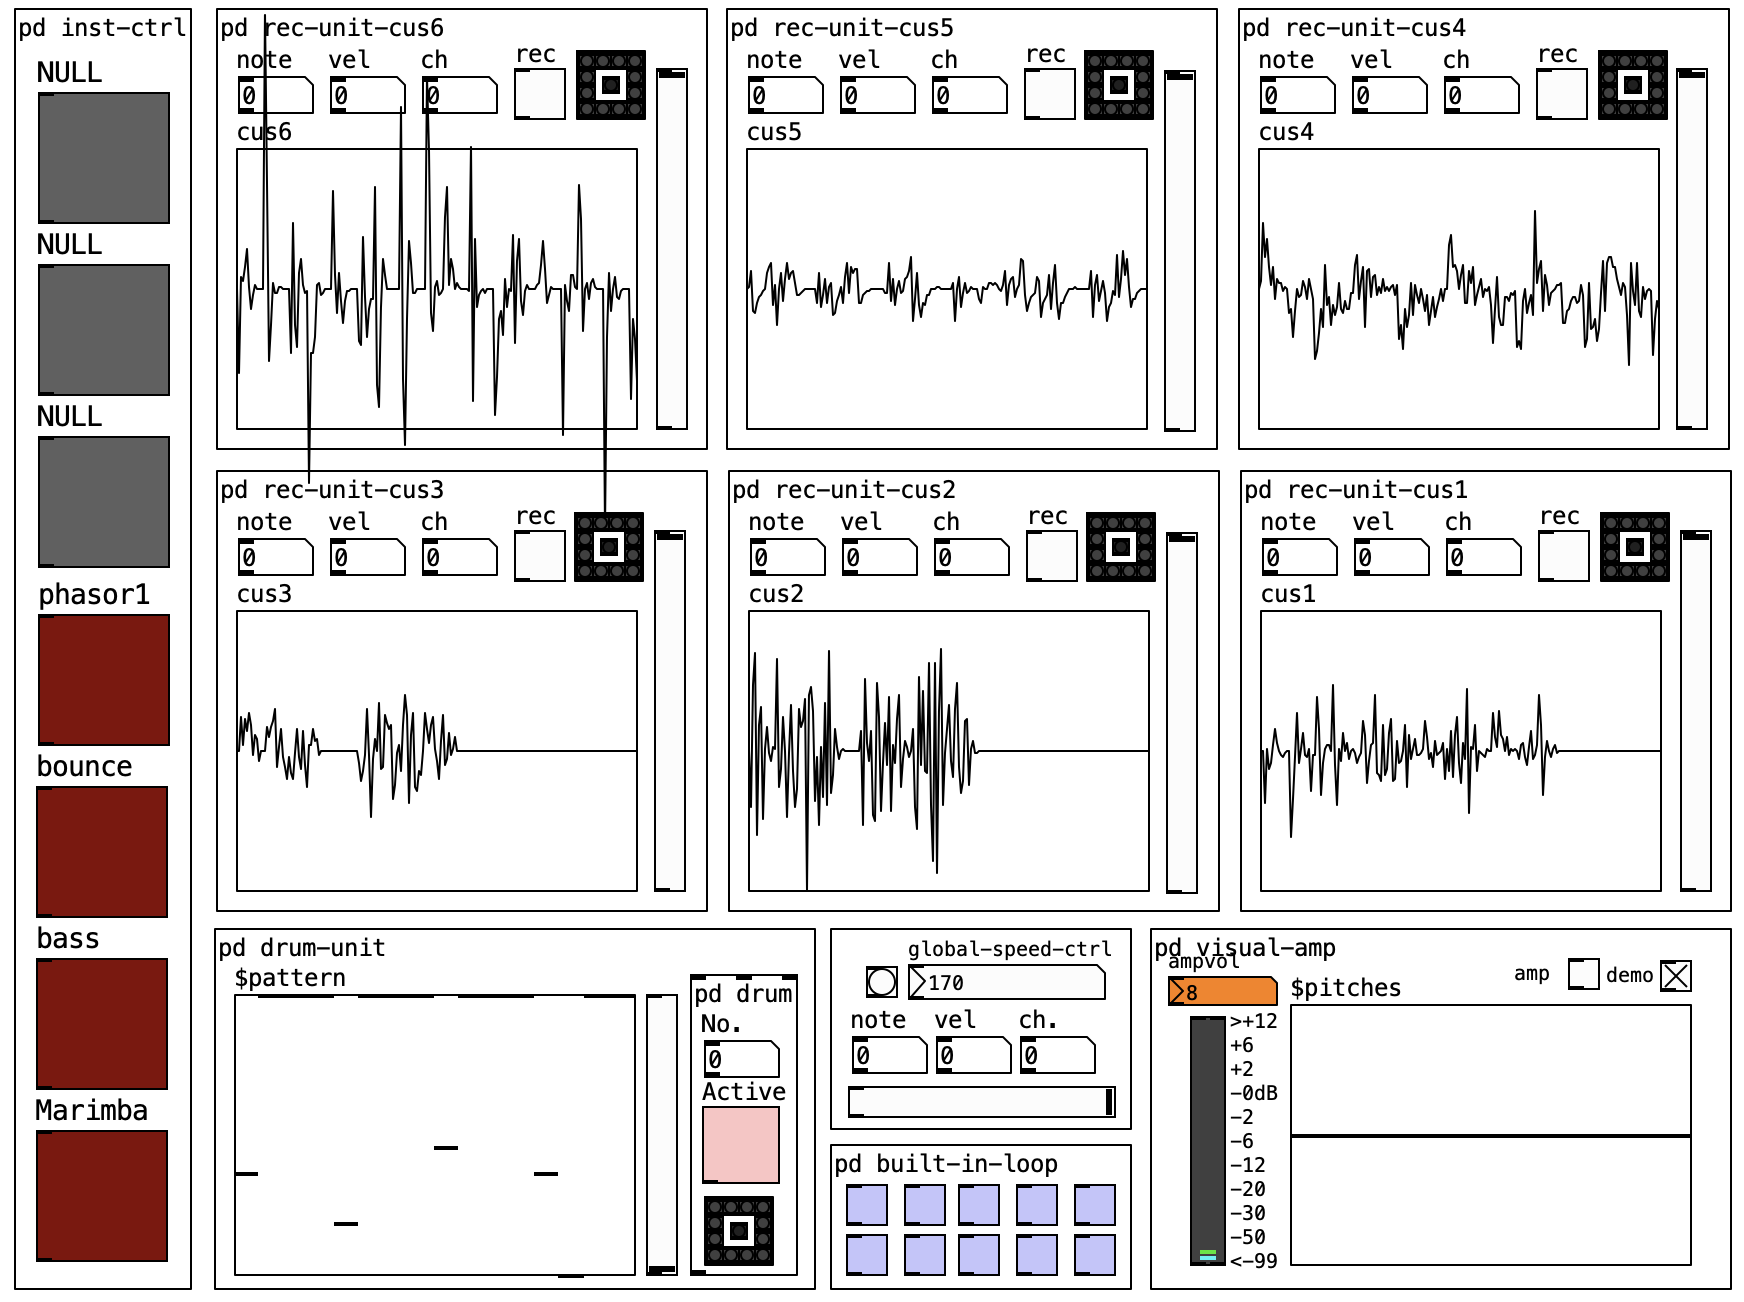 pd inst-ctrl
NULL
NULL
NULL
phasor1
bounce
bass
Marimba
pd rec-unit-cus6
note vel ch rec
0 0 0
cus6
pd rec-unit-cus5
note vel ch rec
0 0 0
cus5
pd rec-unit-cus4
note vel ch rec
0 0 0
cus4
pd rec-unit-cus3
note vel ch rec
0 0 0
cus3
pd rec-unit-cus2
note vel ch rec
0 0 0
cus2
pd rec-unit-cus1
note vel ch rec
0 0 0
cus1
pd drum-unit
$pattern
pd drum
No.
0
Active
global-speed-ctrl
170
note vel ch.
0 0 0
pd built-in-loop
pd visual-amp
ampvol
8
$pitches
amp
demo
>+12
+6
+2
-0dB
-2
-6
-12
-20
-30
-50
<-99